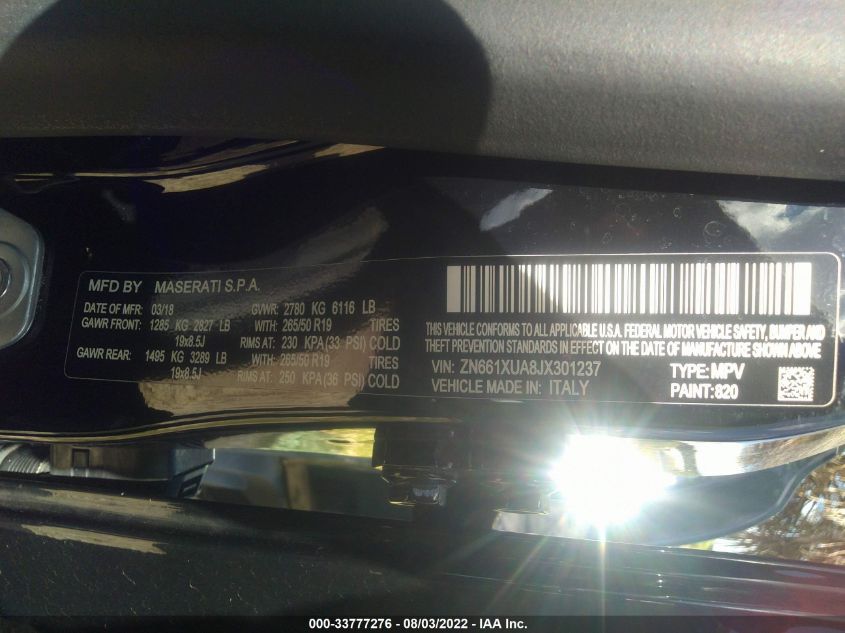 MFD BY MASERATI S.P.A.
DATE OF MFR: 03/18 GVWR: 2780 KG 6116 LB
GAWR FRONT: 1285 KG 2827 LB WITH: 265/50 R19 TIRES
19x8.5J RIMS AT: 230 KPA(33 PSI) COLD
GAWR REAR: 1495 KG 3289 LB WITH: 265/50 R19 TIRES
19x8.5J RIMS AT: 250 KPA(36 PSI) COLD
THIS VEHICLE CONFORMS TO ALL APPLICABLE U.S.A. FEDERAL MOTOR VEHICLE SAFETY, BUMPER AND
THEFT PREVENTION STANDARDS IN EFFECT ON THE DATE OF MANUFACTURE SHOWN ABOVE.
VIN: ZN661XUA8JX301237 TYPE: MPV
VEHICLE MADE IN: ITALY PAINT: 820
000-33777276 - 08/03/2022 - IAA Inc.